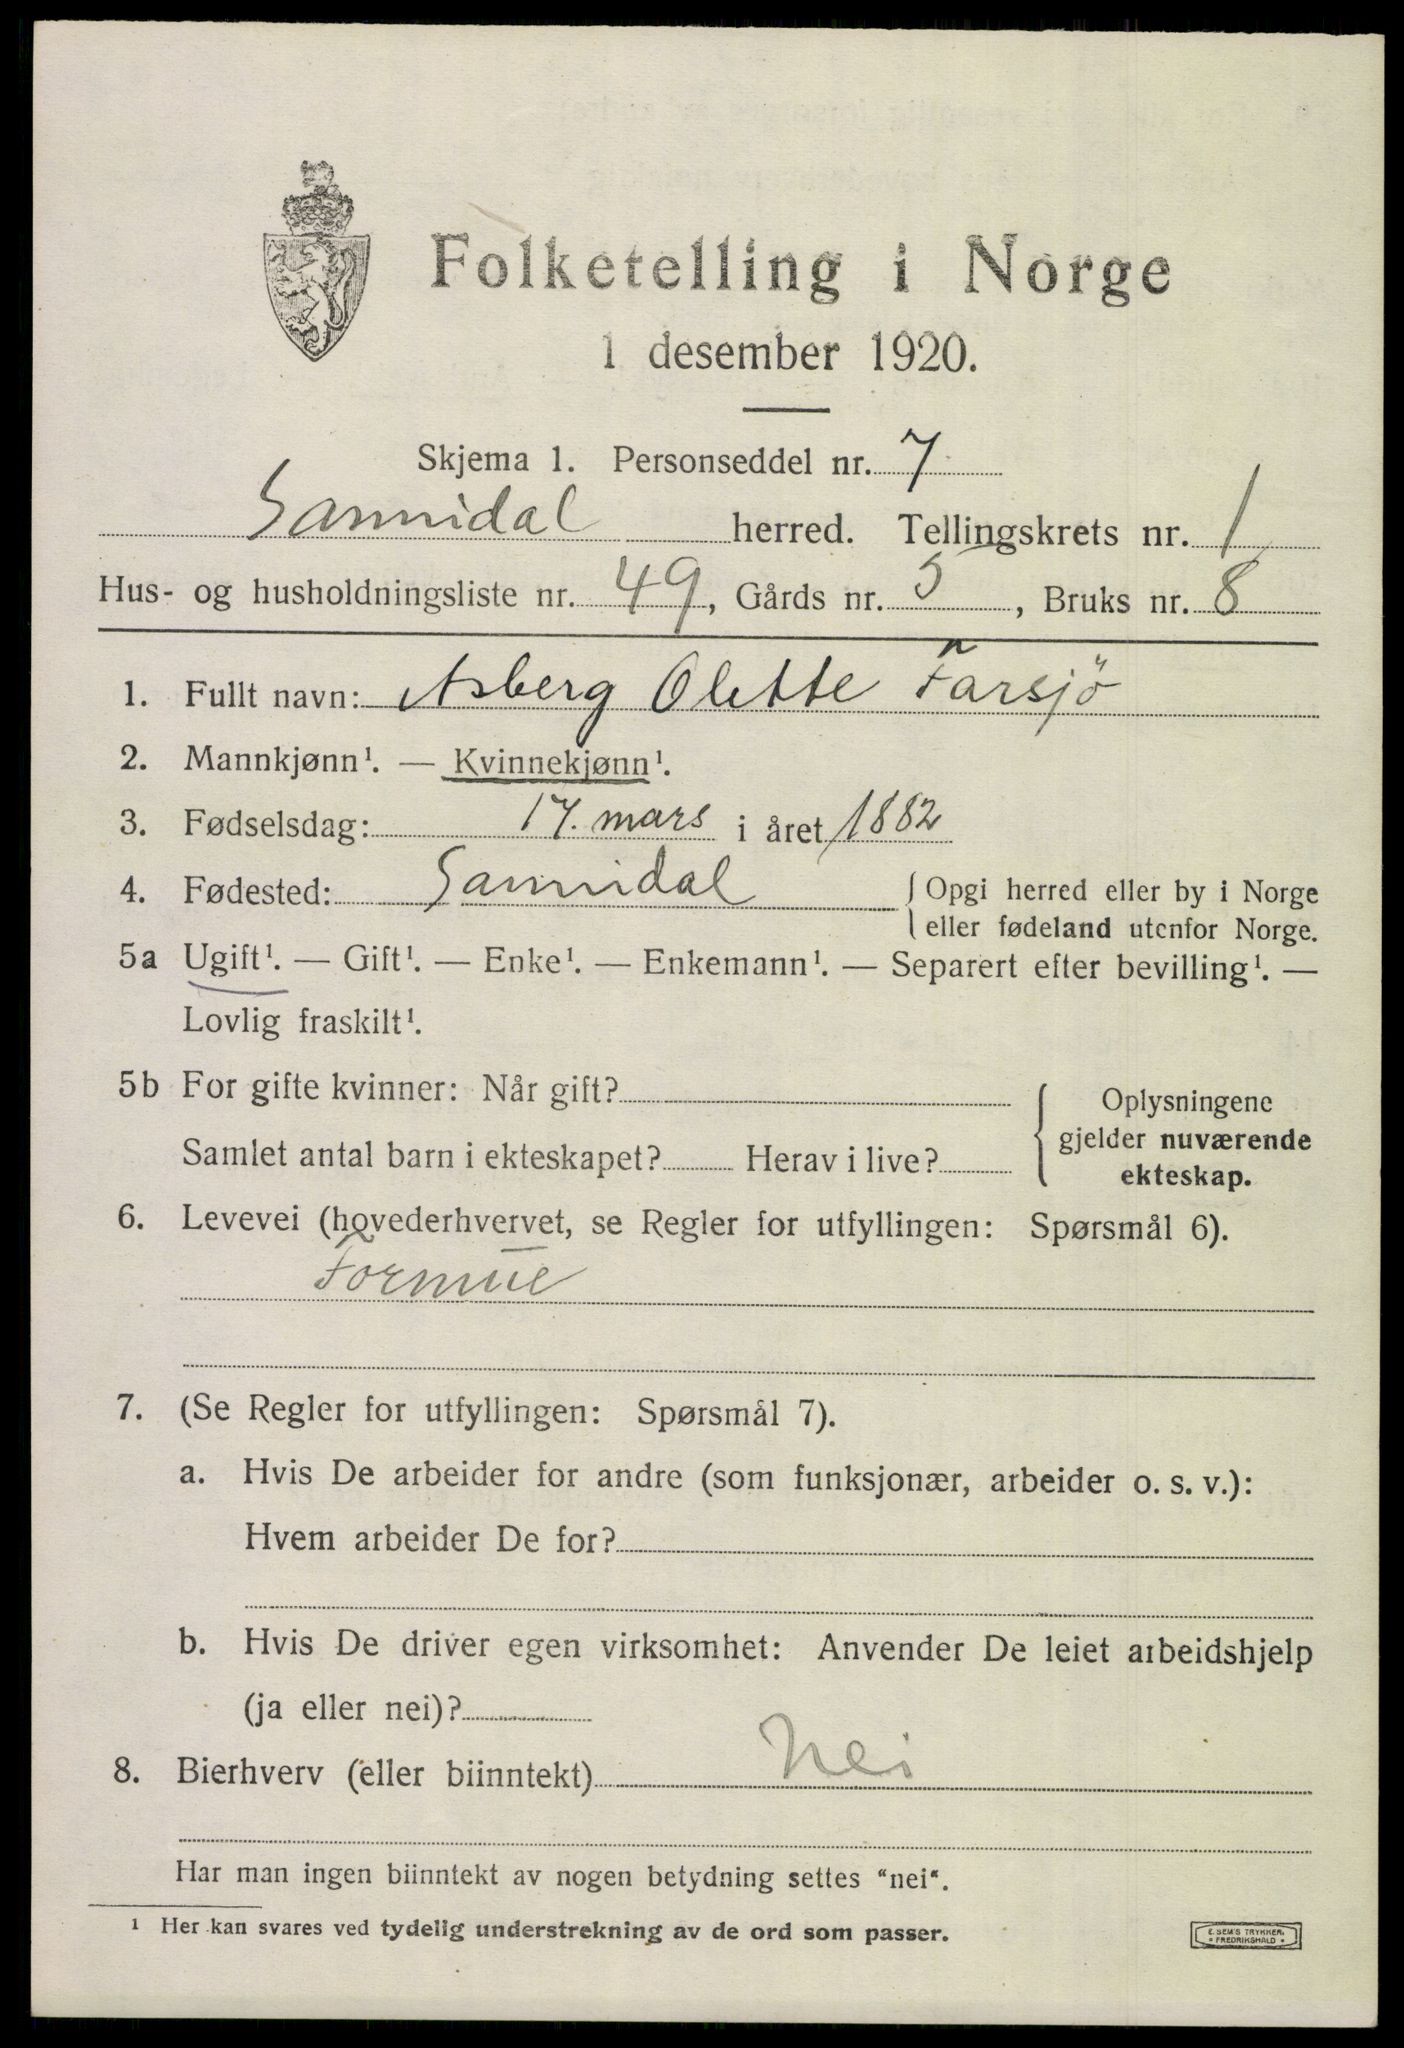 Folketelling i Norge
1 desember 1920.
Skjema 1. Personseddel nr. 7
Sannidal herred. Tellingskrets nr. 1
Hus- og husholdningsliste nr. 49, Gårds nr. 5, Bruks nr. 8
1. Fullt navn: Asberg Olette Farsjö
2. Mannkjønn¹. — Kvinnekjønn¹.
3. Fødselsdag: 17. mars i året 1882
4. Fødested: Sannidal { Opgi herred eller by i Norge
eller fødeland utenfor Norge.
5a Ugift¹. — Gift¹. — Enke¹. — Enkemann¹. — Separert efter bevilling¹. —
Lovlig fraskilt¹.
5b For gifte kvinner: Når gift? { Oplysningene
gjelder nuværende
Samlet antal barn i ekteskapet? Herav i live?
ekteskap.
6. Levevei (hovederhvervet, se Regler for utfyllingen: Spørsmål 6).
Formue
7. (Se Regler for utfyllingen: Spørsmål 7).
a. Hvis De arbeider for andre (som funksjonær, arbeider o. s. v.):
Hvem arbeider De for?
b. Hvis De driver egen virksomhet: Anvender De leiet arbeidshjelp
(ja eller nei)?
8. Bierhverv (eller biinntekt) Nei
Har man ingen biinntekt av nogen betydning settes "nei".
¹ Her kan svares ved tydelig understrekning av de ord som passer.
E. SEM'S TRYKKERI
• FREDRIKSHALD •